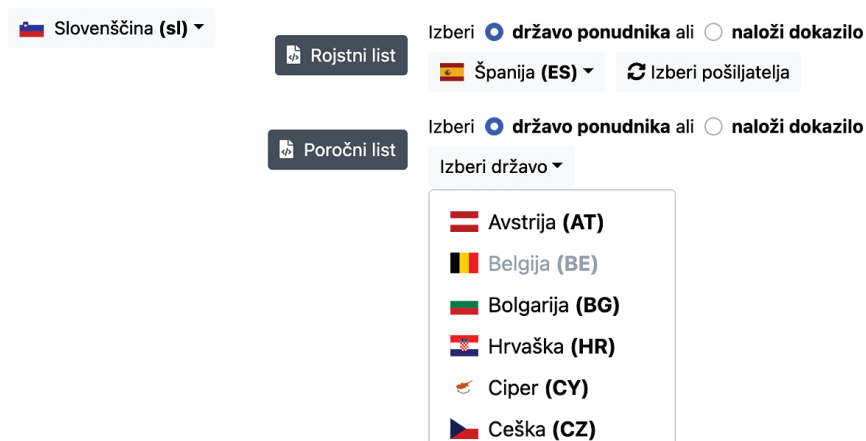 Slovenščina (sl)
Izberi državo ponudnika ali naloži dokazilo
Rojstni list
Španija (ES) Izberi pošiljatelja
Izberi državo ponudnika ali naloži dokazilo
Poročni list
Izberi državo
Avstrija (AT)
Belgija (BE)
Bolgarija (BG)
Hrvaška (HR)
Ciper (CY)
Češka (CZ)